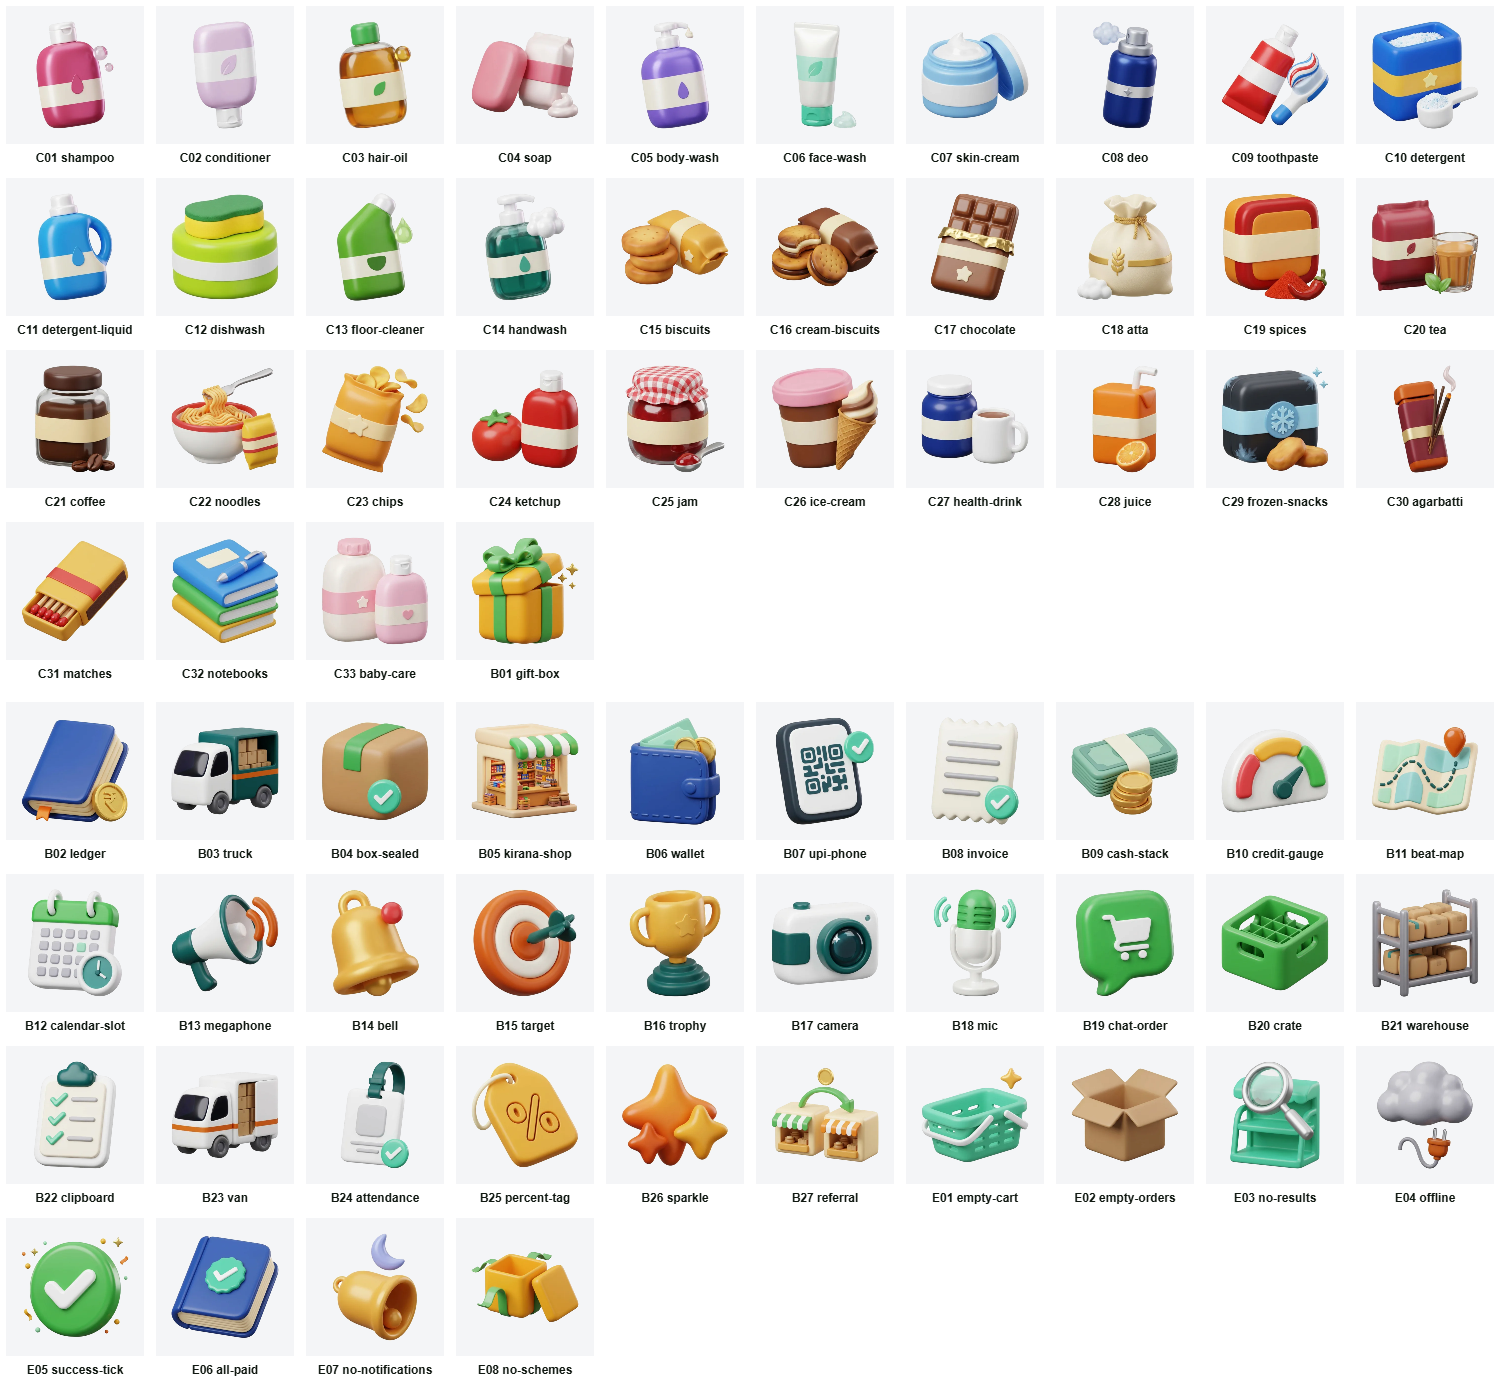 C01 shampoo
C02 conditioner
C03 hair-oil
C04 soap
C05 body-wash
C06 face-wash
C07 skin-cream
C08 deo
C09 toothpaste
C10 detergent
C11 detergent-liquid
C12 dishwash
C13 floor-cleaner
C14 handwash
C15 biscuits
C16 cream-biscuits
C17 chocolate
C18 atta
C19 spices
C20 tea
C21 coffee
C22 noodles
C23 chips
C24 ketchup
C25 jam
C26 ice-cream
C27 health-drink
C28 juice
C29 frozen-snacks
C30 agarbatti
C31 matches
C32 notebooks
C33 baby-care
B01 gift-box
₹
B02 ledger
B03 truck
B04 box-sealed
B05 kirana-shop
B06 wallet
B07 upi-phone
B08 invoice
B09 cash-stack
B10 credit-gauge
B11 beat-map
B12 calendar-slot
B13 megaphone
B14 bell
B15 target
B16 trophy
B17 camera
B18 mic
B19 chat-order
B20 crate
B21 warehouse
B22 clipboard
B23 van
B24 attendance
%
B25 percent-tag
B26 sparkle
B27 referral
E01 empty-cart
E02 empty-orders
E03 no-results
E04 offline
E05 success-tick
E06 all-paid
E07 no-notifications
E08 no-schemes